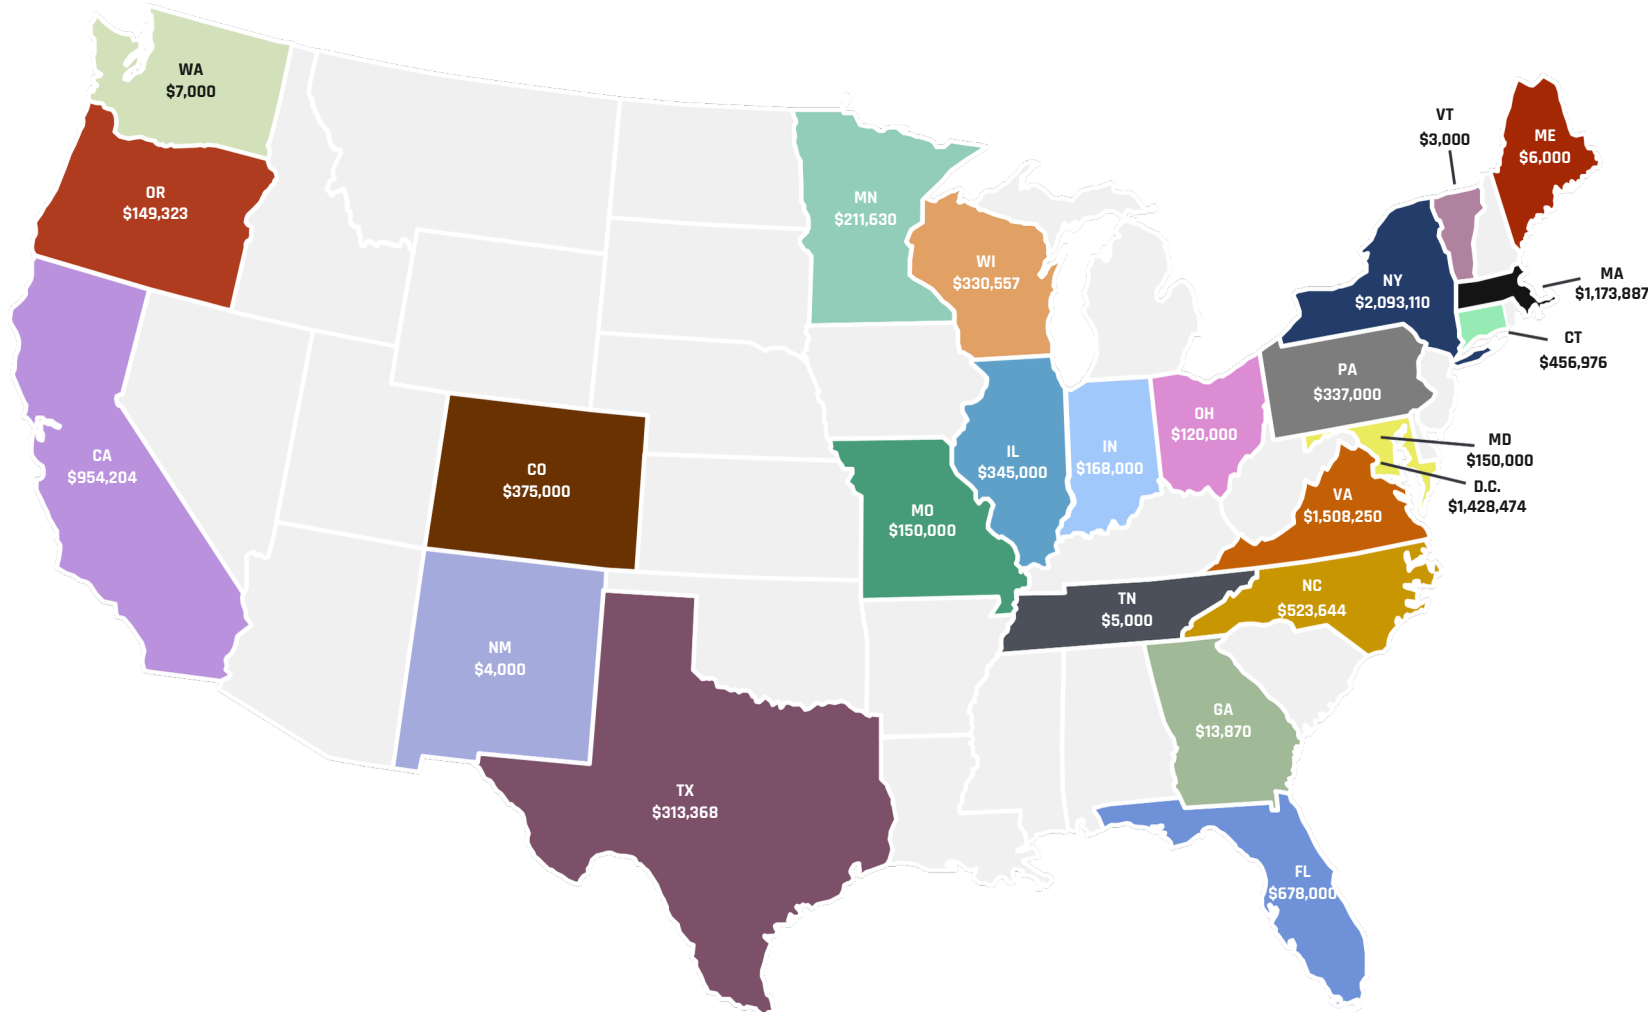 WA
$7,000
OR
$149,323
CA
$954,204
CO
$375,000
NM
$4,000
TX
$313,368
MN
$211,630
WI
$330,557
IL
$345,000
IN
$168,000
OH
$120,000
MO
$150,000
TN
$5,000
GA
$13,870
FL
$678,000
NC
$523,644
VA
$1,508,250
D.C.
$1,428,474
MD
$150,000
PA
$337,000
NY
$2,093,110
CT
$456,976
MA
$1,173,887
VT
$3,000
ME
$6,000